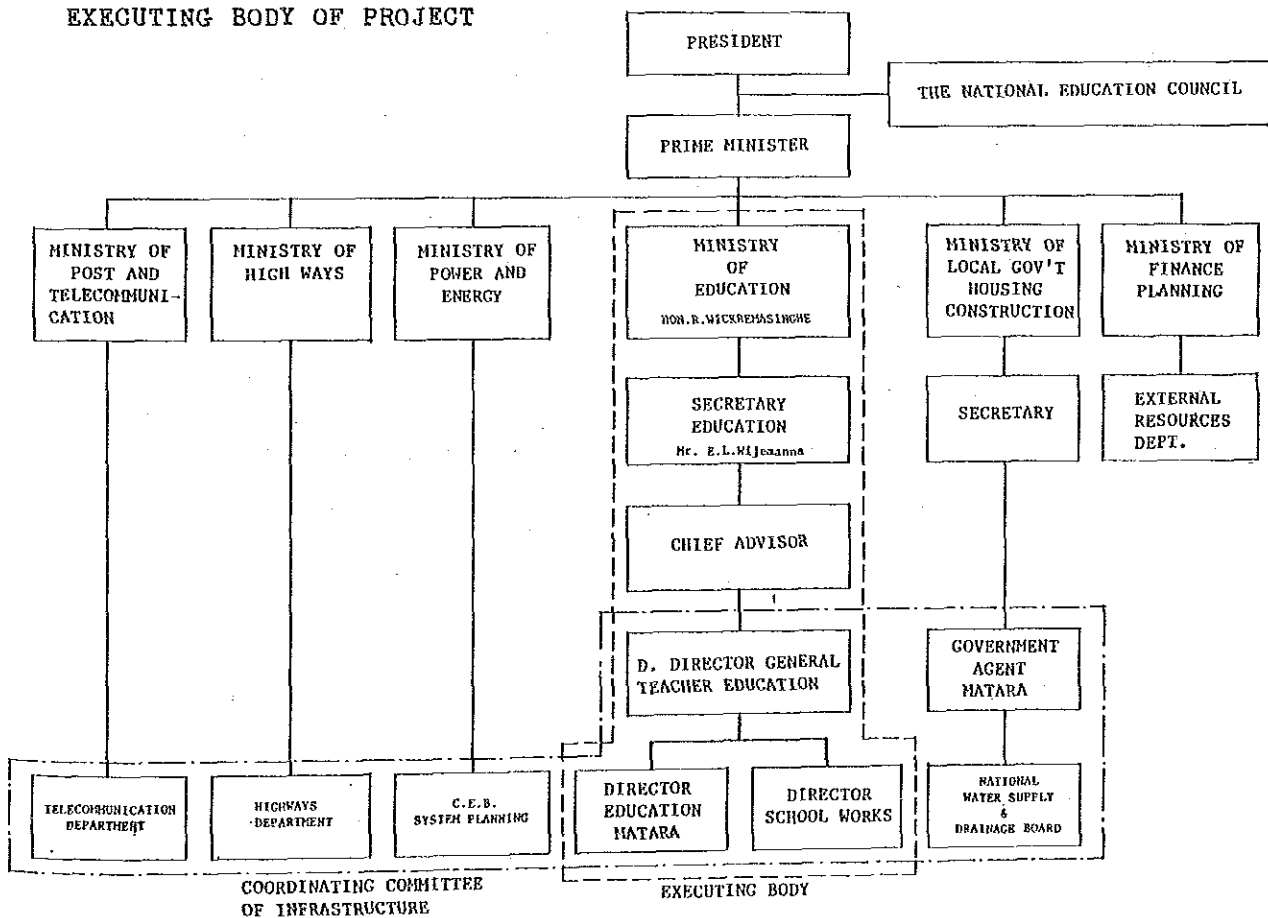 EXECUTING BODY OF PROJECT
PRESIDENT
THE NATIONAL EDUCATION COUNCIL
PRIME MINISTER
MINISTRY OF
POST AND
TELECOMMUNI-
CATION
MINISTRY OF
HIGH WAYS
MINISTRY OF
POWER AND
ENERGY
MINISTRY
OF
EDUCATION
HON.R.WICKREMASINGHE
MINISTRY OF
LOCAL GOV'T
HOUSING
CONSTRUCTION
MINISTRY OF
FINANCE
PLANNING
SECRETARY
EDUCATION
Mr. E.L.Wijemanna
SECRETARY
EXTERNAL
RESOURCES
DEPT.
CHIEF ADVISOR
D. DIRECTOR GENERAL
TEACHER EDUCATION
GOVERNMENT
AGENT
MATARA
TELECOMMUNICATION
DEPARTMENT
HIGHWAYS
DEPARTMENT
C.E.B.
SYSTEM PLANNING
DIRECTOR
EDUCATION
MATARA
DIRECTOR
SCHOOL WORKS
NATIONAL
WATER SUPPLY
&
DRAINAGE BOARD
COORDINATING COMMITTEE
OF INFRASTRUCTURE
EXECUTING BODY